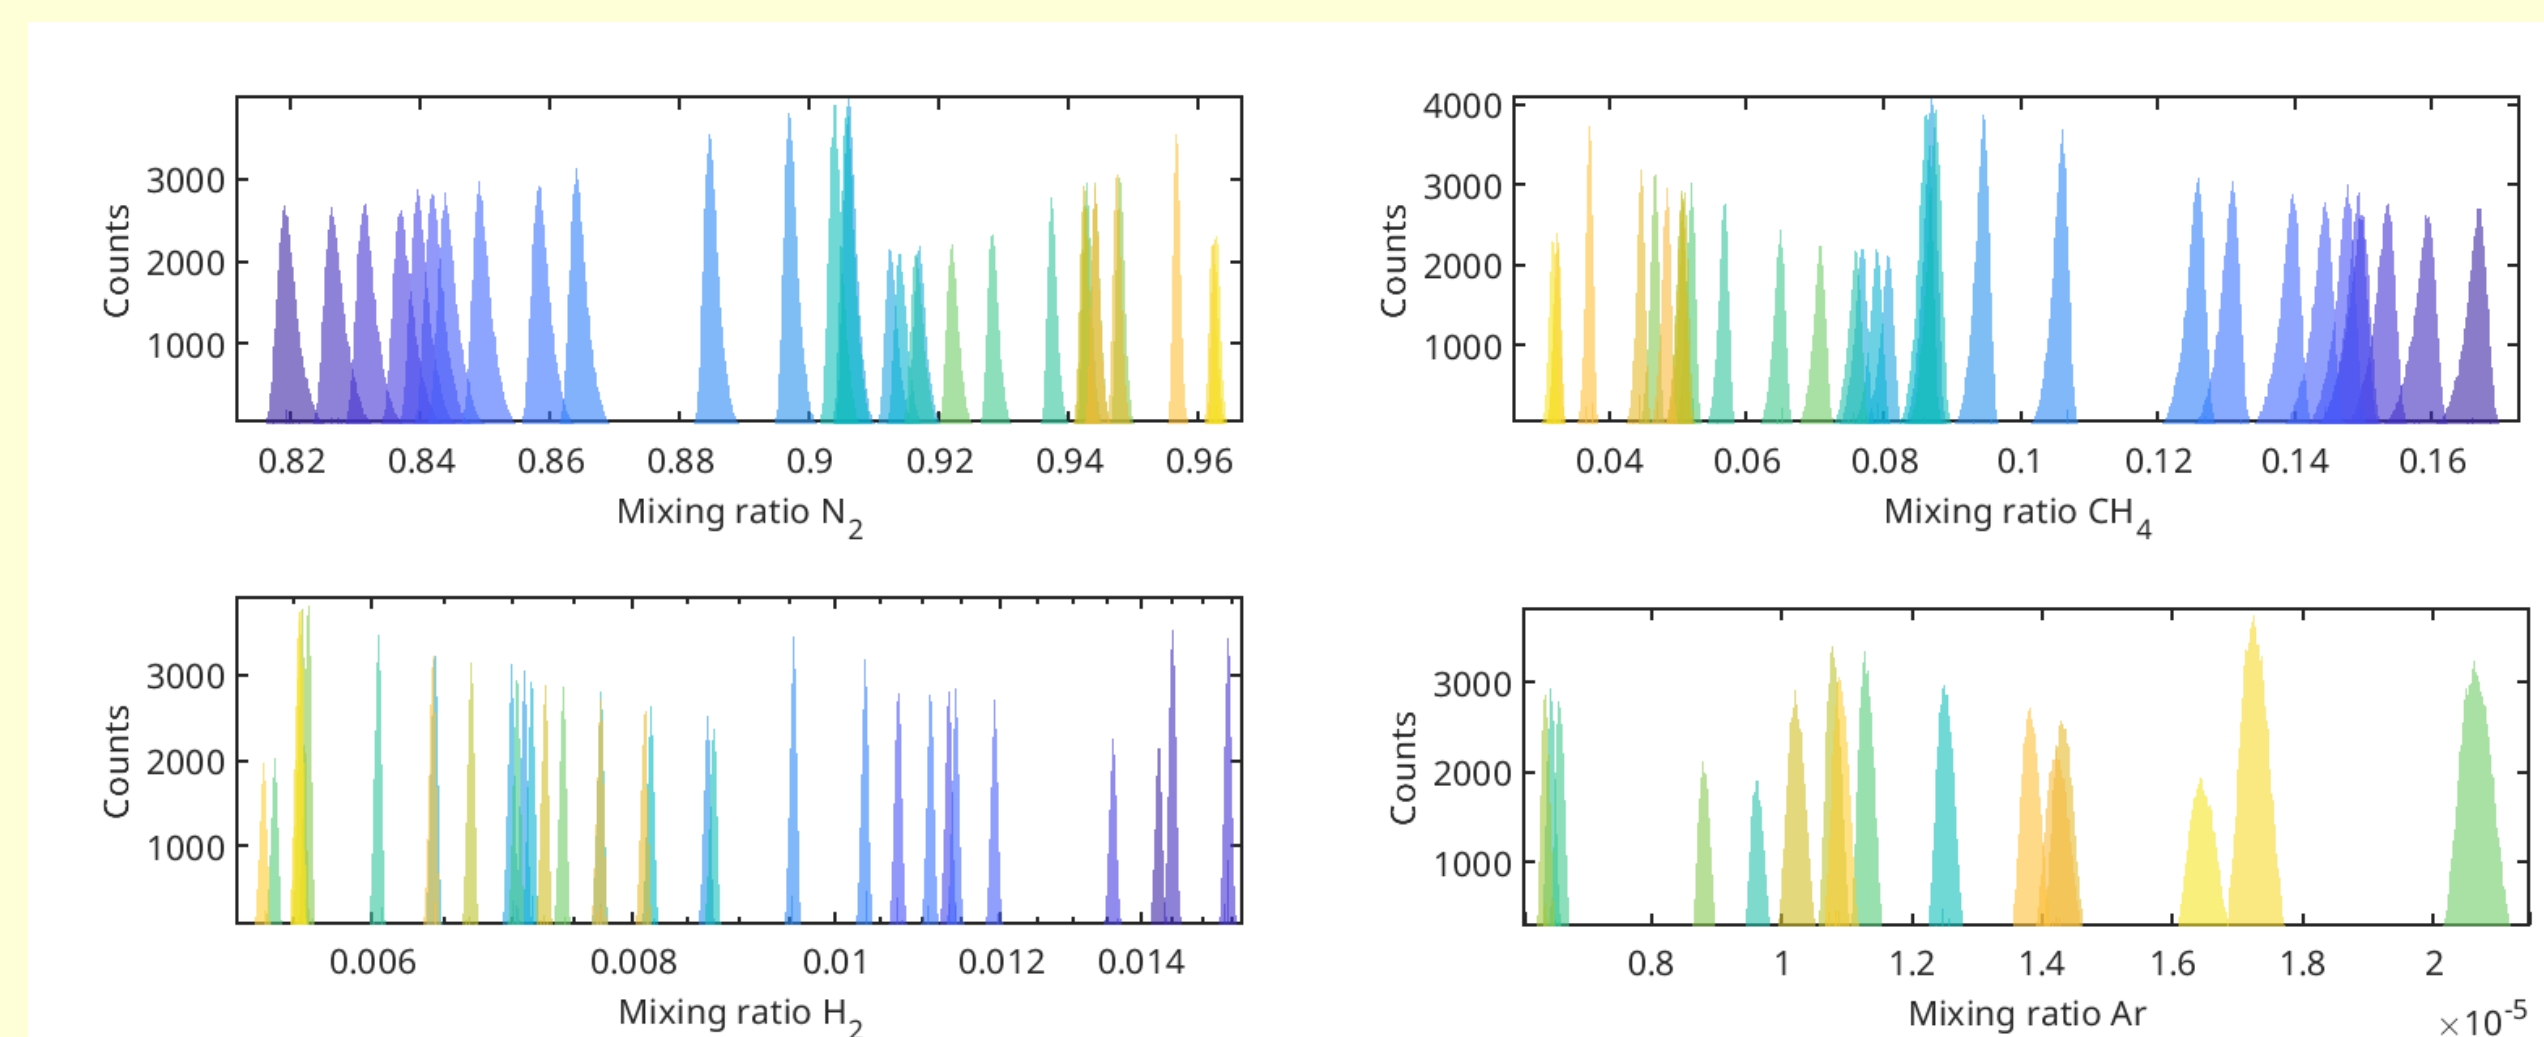 Counts
3000
2000
1000
0.82 0.84 0.86 0.88 0.9 0.92 0.94 0.96
Mixing ratio N2
Counts
4000
3000
2000
1000
0.04 0.06 0.08 0.1 0.12 0.14 0.16
Mixing ratio CH4
Counts
3000
2000
1000
0.006 0.008 0.01 0.012 0.014
Mixing ratio H2
Counts
3000
2000
1000
0.8 1 1.2 1.4 1.6 1.8 2
Mixing ratio Ar
×10-5